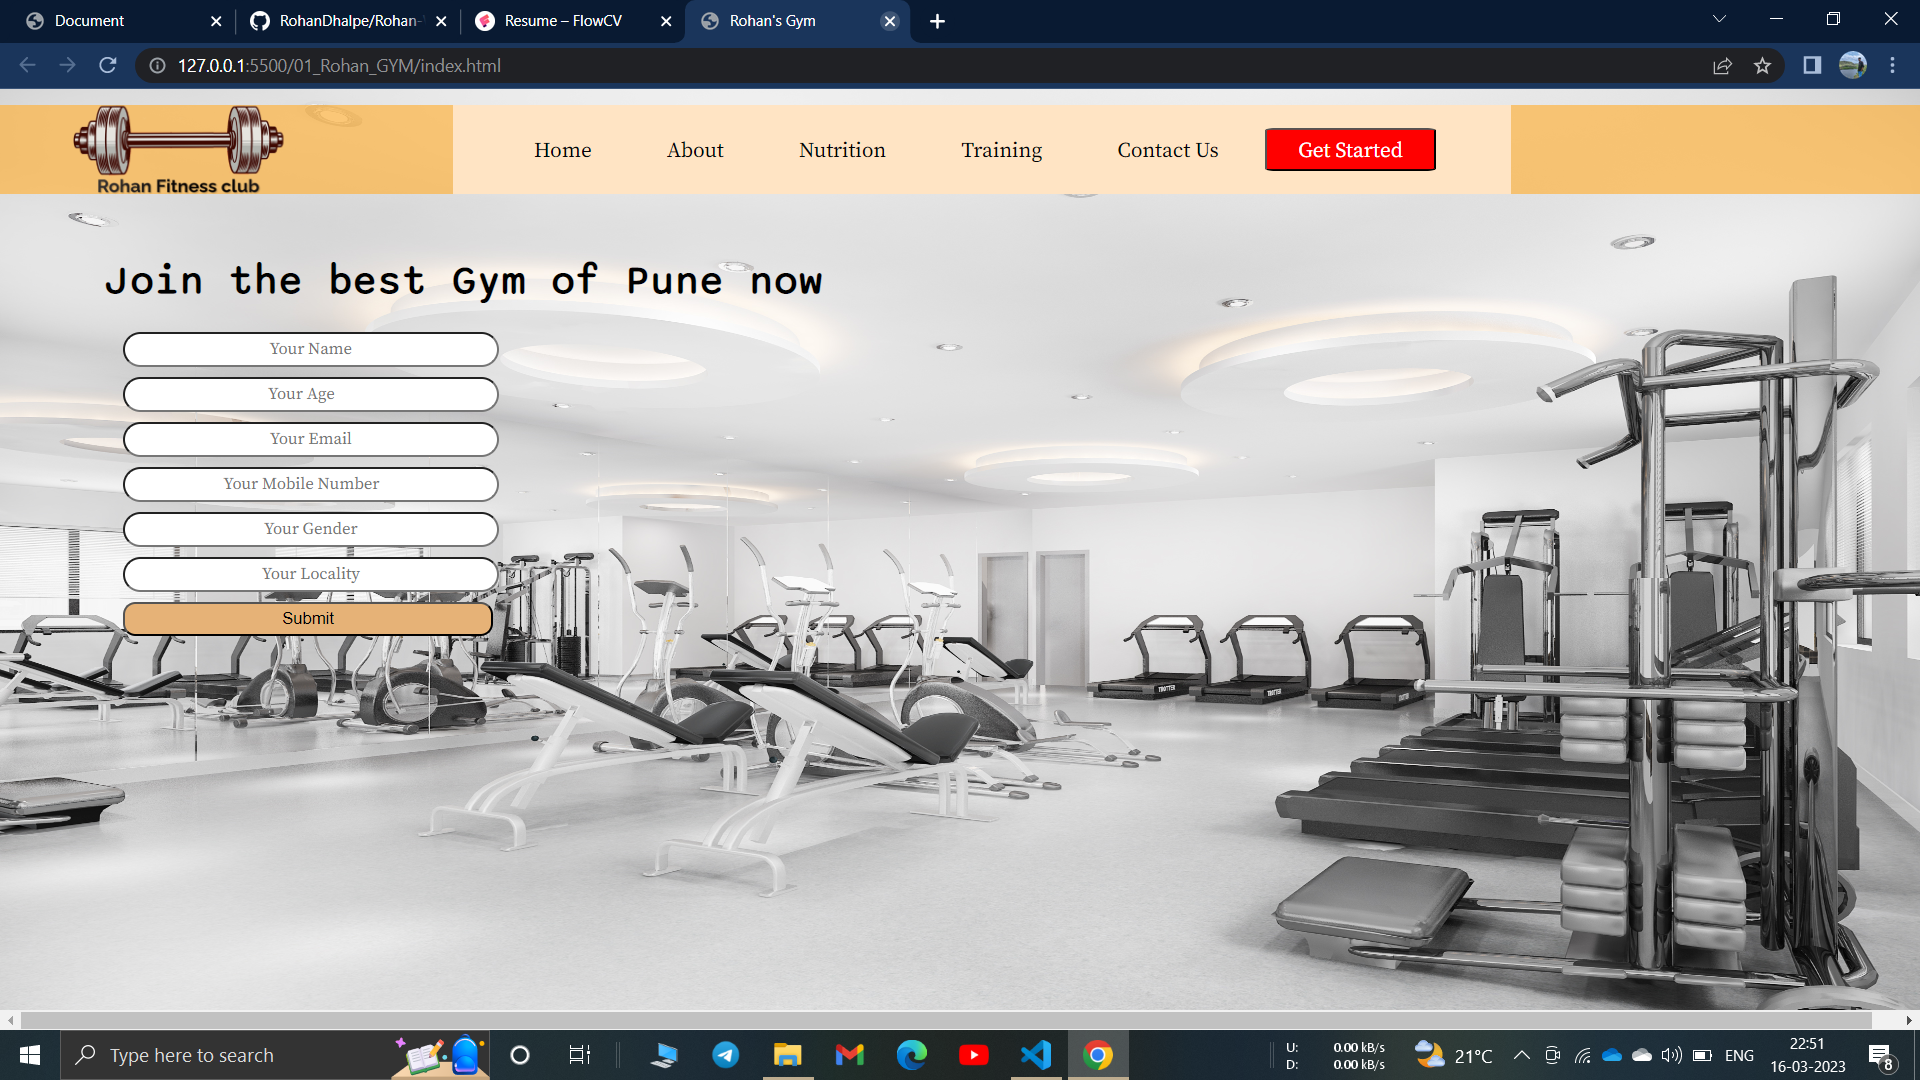 Document
RohanDhalpe/Rohan-
Resume – FlowCV
Rohan's Gym
127.0.0.1:5500/01_Rohan_GYM/index.html
Rohan Fitness club
Home
About
Nutrition
Training
Contact Us
Get Started
Join the best Gym of Pune now
Your Name
Your Age
Your Email
Your Mobile Number
Your Gender
Your Locality
Submit
TROTTER
TROTTER
TROTTER
Type here to search
U: 0.00 kB/s
D: 0.00 kB/s
21°C
ENG
22:51
16-03-2023
8